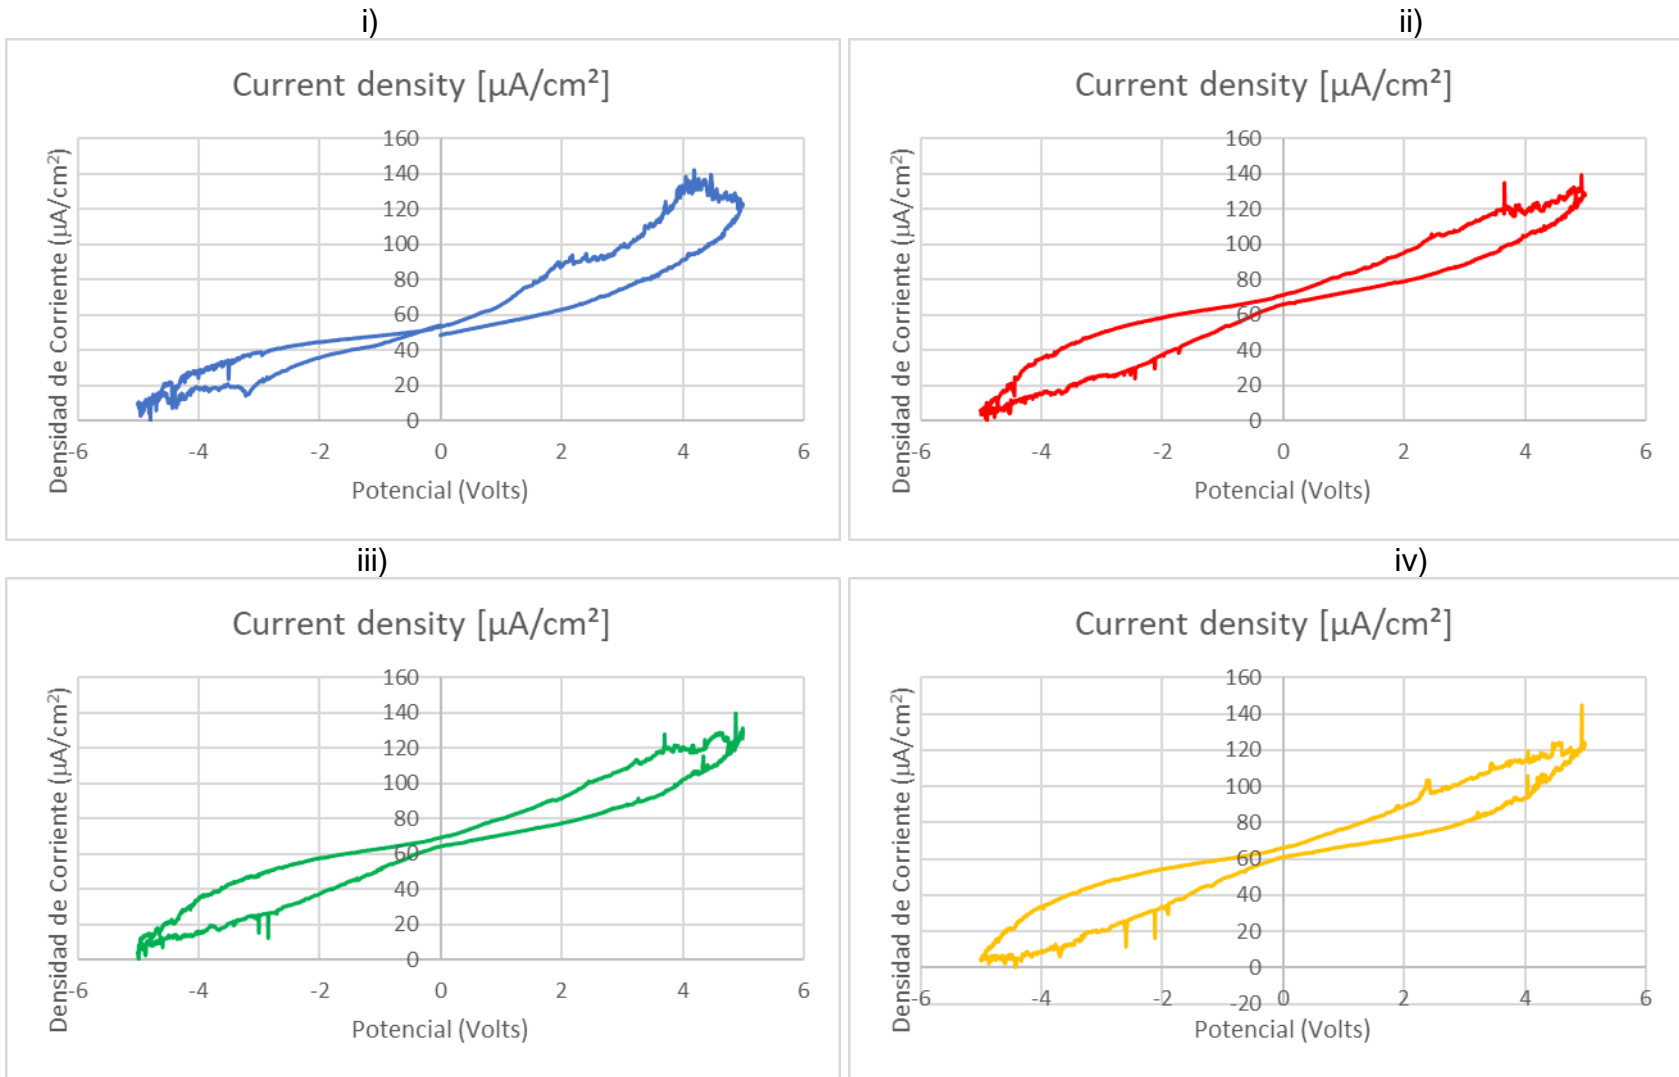 i)
Current density [µA/cm²]
Densidad de Corriente (µA/cm²)
160
140
120
100
80
60
40
20
0
-6 -4 -2 0 2 4 6
Potencial (Volts)
ii)
Current density [µA/cm²]
Densidad de Corriente (µA/cm²)
160
140
120
100
80
60
40
20
0
-6 -4 -2 0 2 4 6
Potencial (Volts)
iii)
Current density [µA/cm²]
Densidad de Corriente (µA/cm²)
160
140
120
100
80
60
40
20
0
-6 -4 -2 0 2 4 6
Potencial (Volts)
iv)
Current density [µA/cm²]
Densidad de Corriente (µA/cm²)
160
140
120
100
80
60
40
20
0
-20
-6 -4 -2 0 2 4 6
Potencial (Volts)